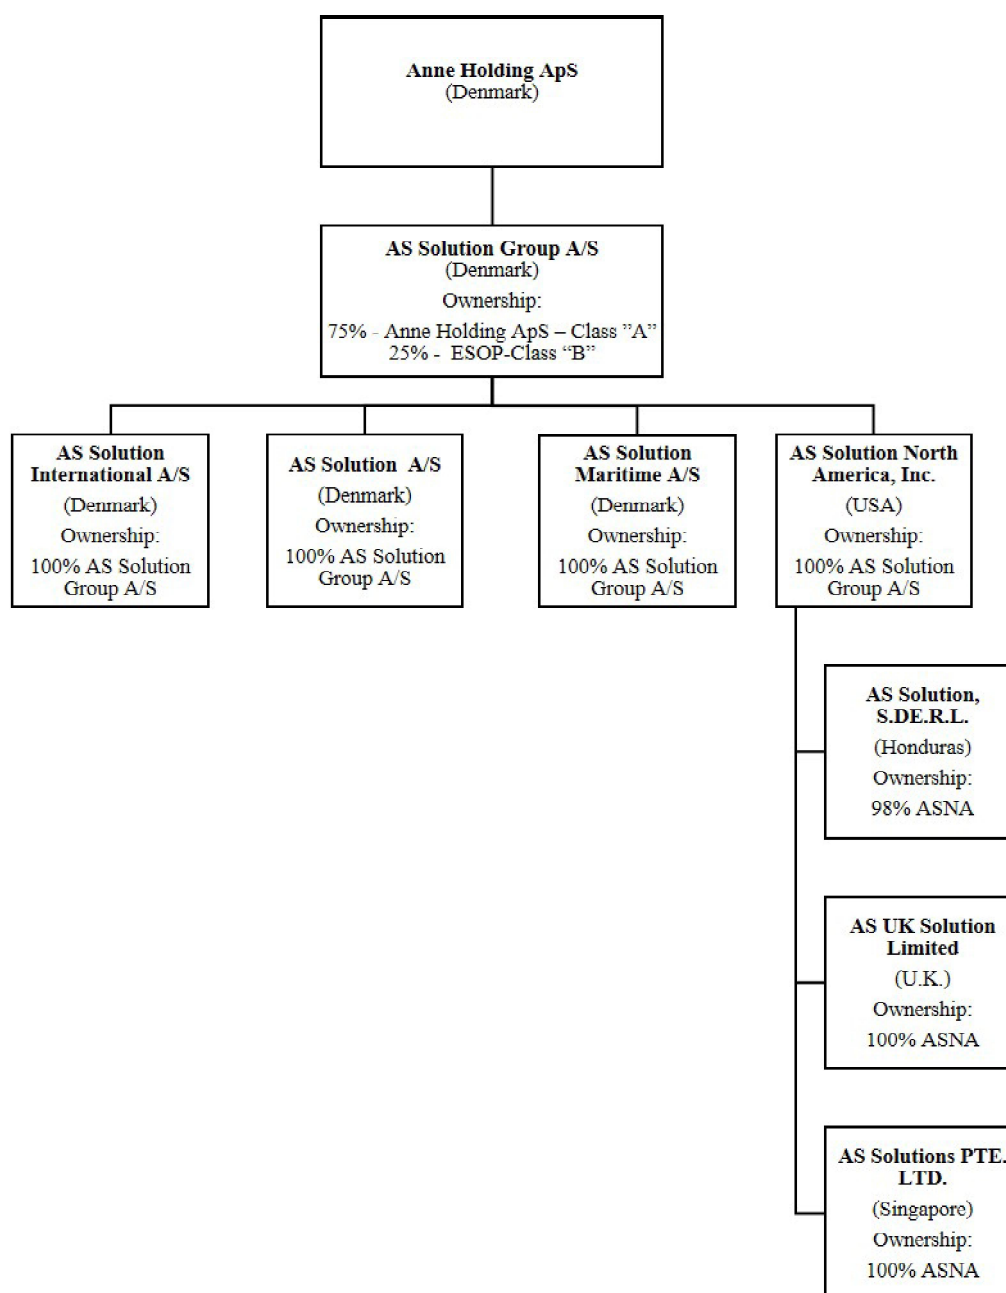 Anne Holding ApS
(Denmark)
AS Solution Group A/S
(Denmark)
Ownership:
75% - Anne Holding ApS – Class ”A”
25% - ESOP-Class “B”
AS Solution
International A/S
(Denmark)
Ownership:
100% AS Solution
Group A/S
AS Solution A/S
(Denmark)
Ownership:
100% AS Solution
Group A/S
AS Solution
Maritime A/S
(Denmark)
Ownership:
100% AS Solution
Group A/S
AS Solution North
America, Inc.
(USA)
Ownership:
100% AS Solution
Group A/S
AS Solution,
S.DE.R.L.
(Honduras)
Ownership:
98% ASNA
AS UK Solution
Limited
(U.K.)
Ownership:
100% ASNA
AS Solutions PTE.
LTD.
(Singapore)
Ownership:
100% ASNA